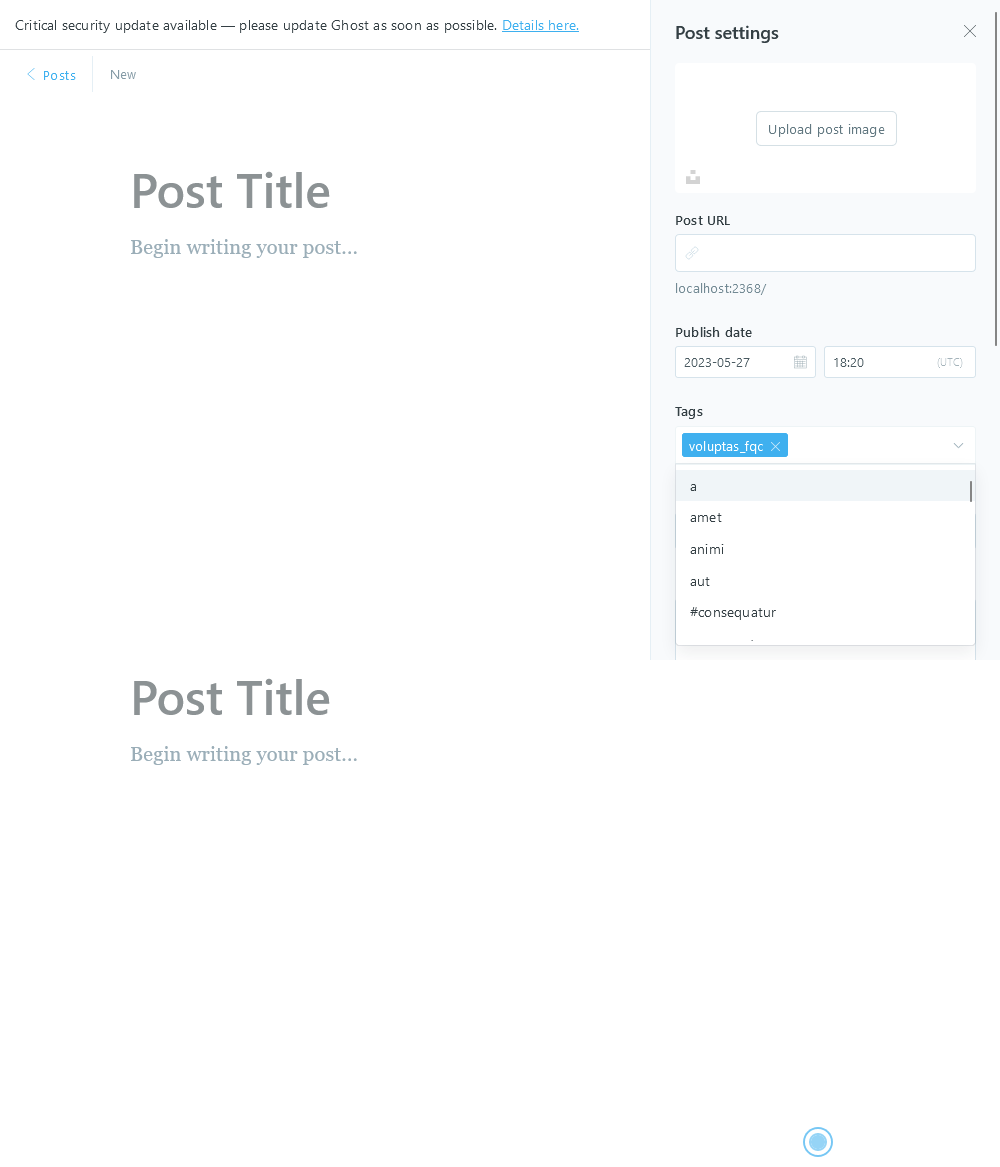 Critical security update available — please update Ghost as soon as possible. Details here.
Posts
New
Post Title
Begin writing your post...
Post settings
Upload post image
Post URL
localhost:2368/
Publish date
2023-05-27
18:20 (UTC)
Tags
voluptas_fqc
a
amet
animi
aut
#consequatur
Post Title
Begin writing your post...